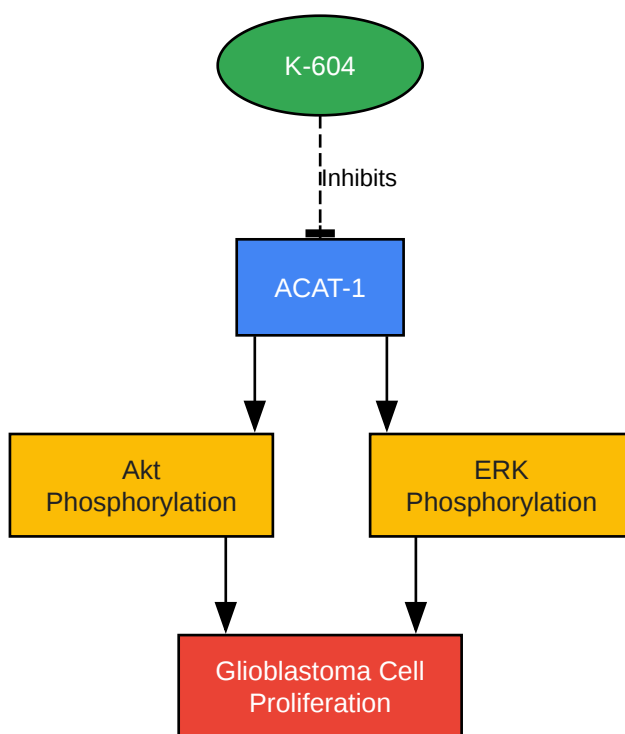 K-604
Inhibits
ACAT-1
Akt
Phosphorylation
ERK
Phosphorylation
Glioblastoma Cell
Proliferation